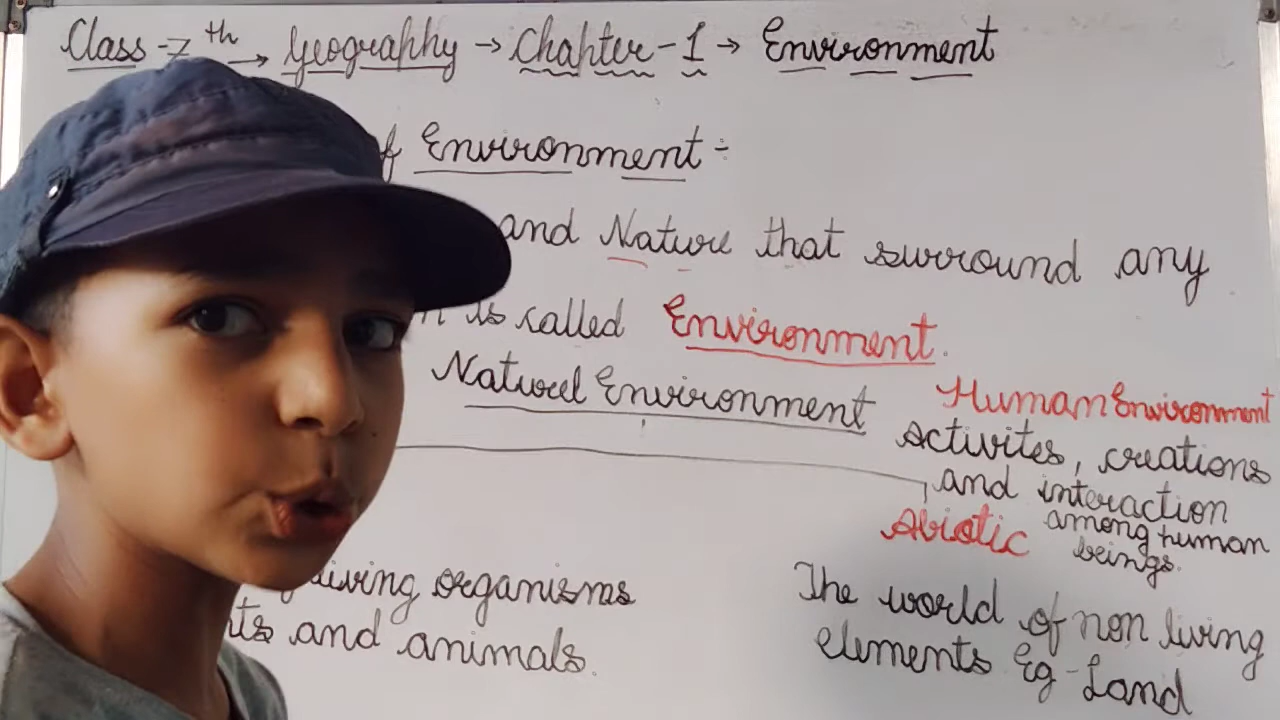 Class-7th → Geography → Chapter-1 → Environment
of Environment:-
and Nature that surround any
is called Environment.
Naturel Environment
Human Environment
activites, creations
and interaction
among human
beings.
Abiotic
living organisms
and animals.
The world of non living
elements Eg-Land